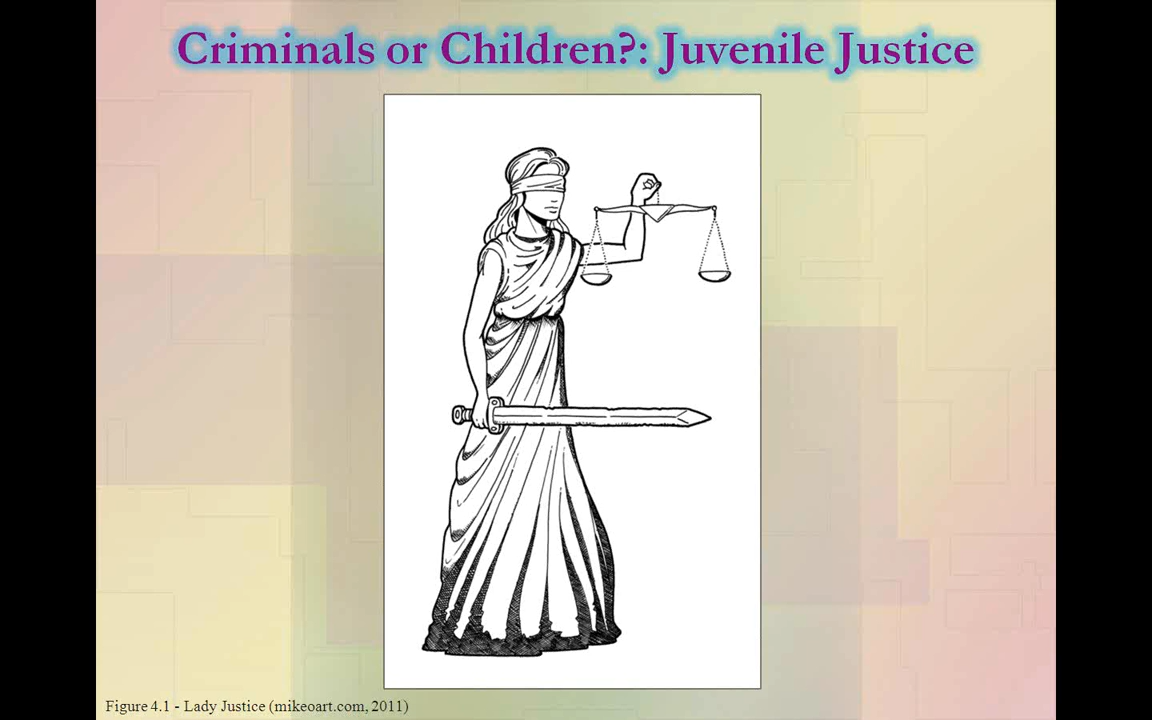 Criminals or Children?: Juvenile Justice
Figure 4.1 - Lady Justice (mikeoart.com, 2011)